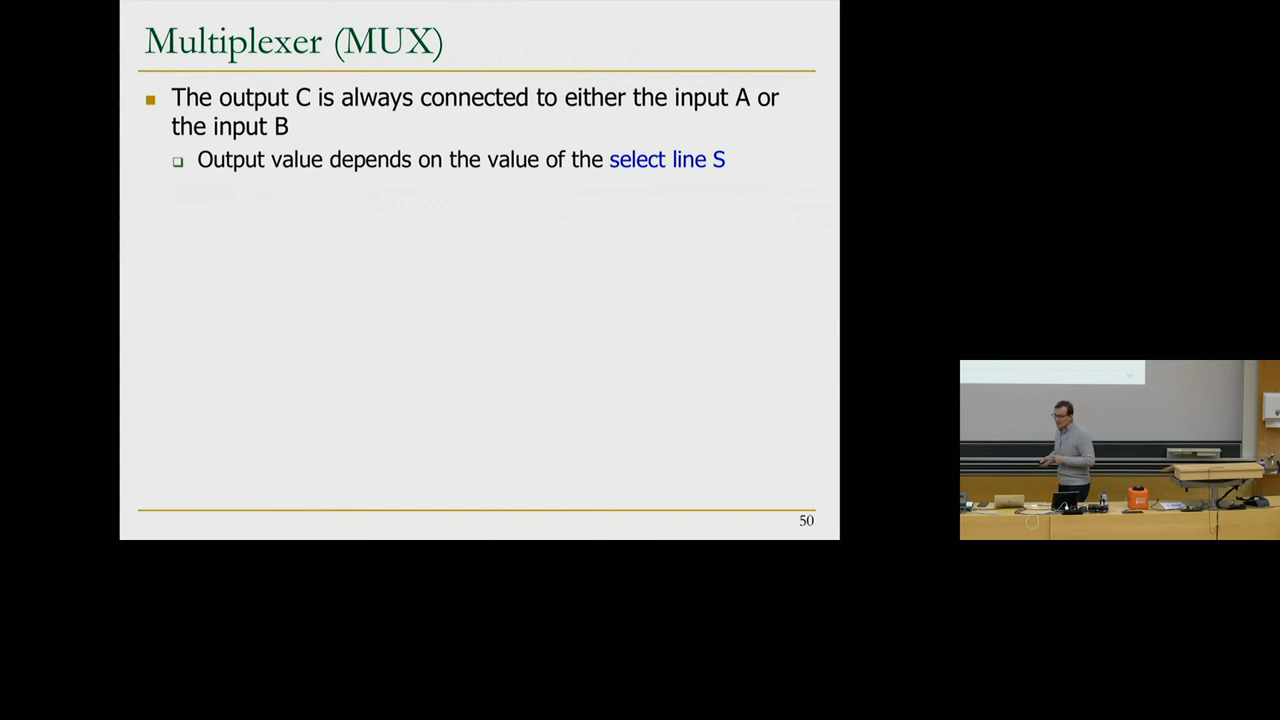 Multiplexer (MUX)
The output C is always connected to either the input A or
the input B
Output value depends on the value of the select line S
50